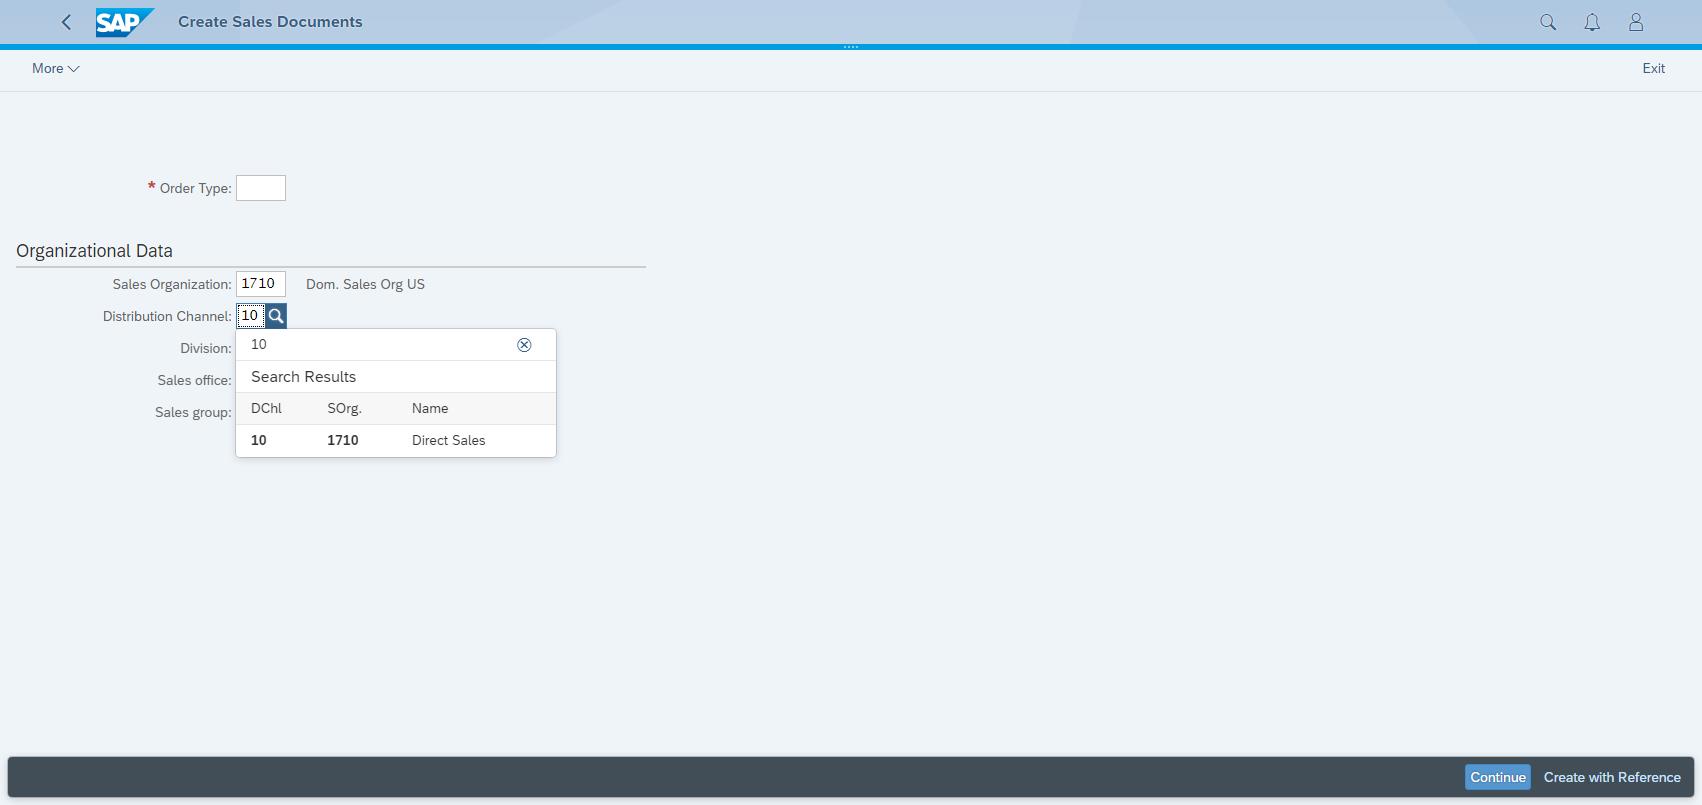 SAP Create Sales Documents
More Exit
* Order Type:
Organizational Data
Sales Organization: 1710 Dom. Sales Org US
Distribution Channel: 10
Division:
10
Sales office:
Search Results
Sales group:
DChl SOrg. Name
10 1710 Direct Sales
Continue Create with Reference